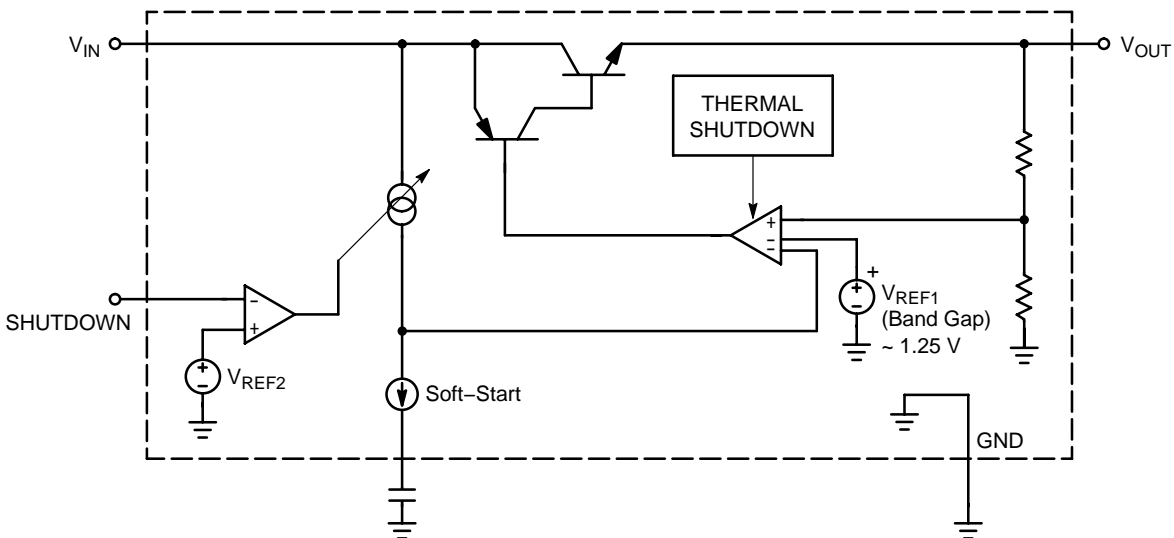 VIN
VOUT
THERMAL
SHUTDOWN
+
−
−
+
+
−
VREF1
(Band Gap)
~ 1.25 V
SHUTDOWN
−
+
+
−
VREF2
Soft−Start
GND